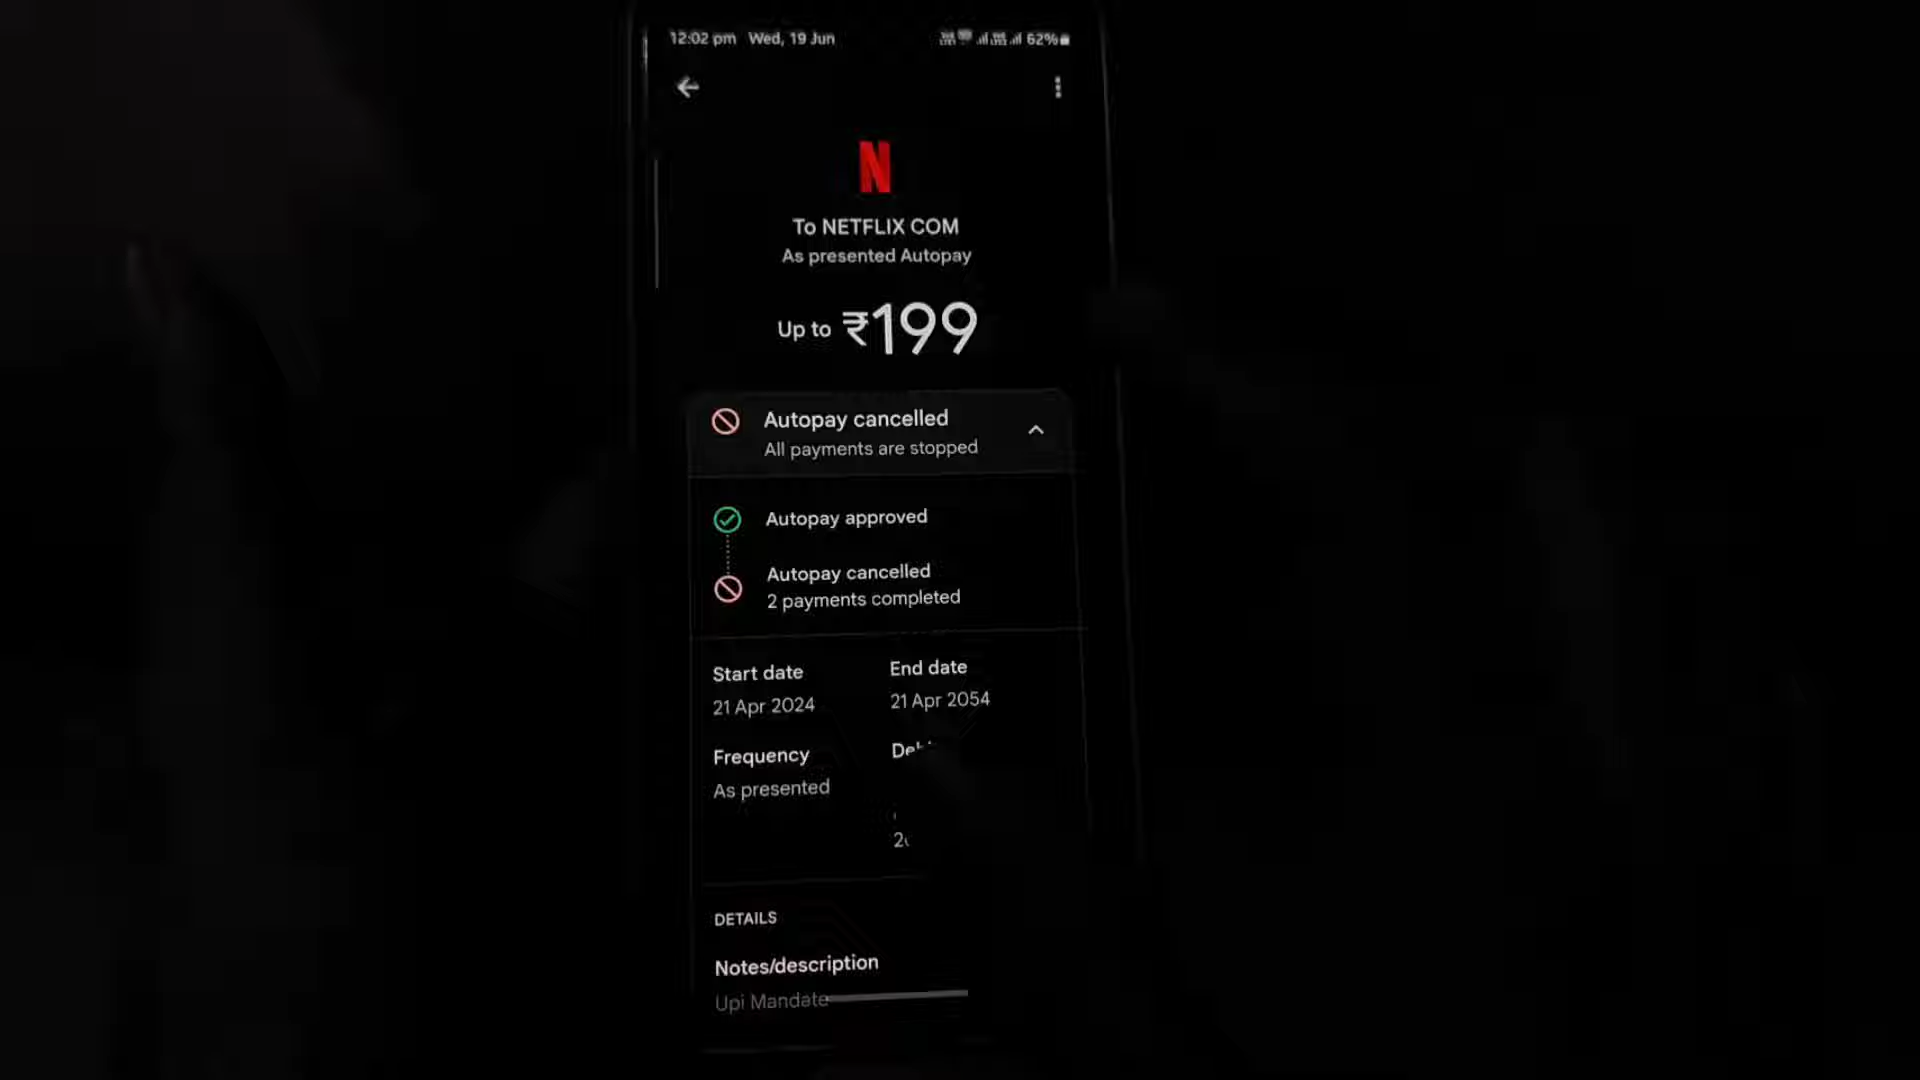 12:02 pm Wed, 19 Jun
62%
N
To NETFLIX COM
As presented Autopay
Up to ₹199
Autopay cancelled
All payments are stopped
Autopay approved
Autopay cancelled
2 payments completed
Start date
21 Apr 2024
End date
21 Apr 2054
Frequency
As presented
DETAILS
Notes/description
Upi Mandate